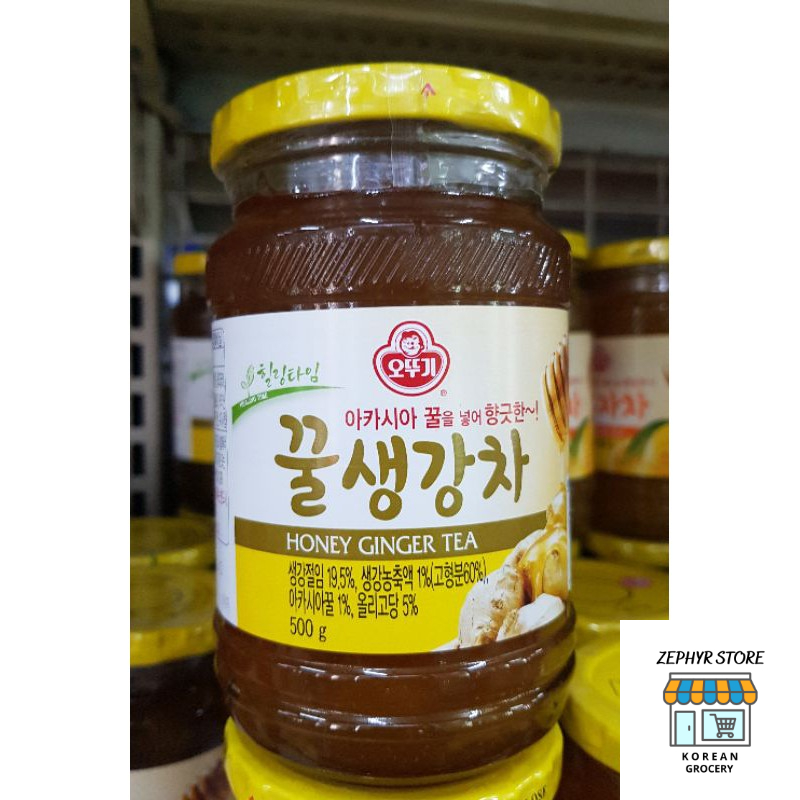 힐링타임
오뚜기
®
아카시아 꿀을 넣어 향긋한~!
꿀생강차
HONEY GINGER TEA
생강절임 19.5%, 생강농축액 1%(고형분60%),
아카시아꿀 1%, 올리고당 5%
500 g
ZEPHYR STORE
KOREAN
GROCERY